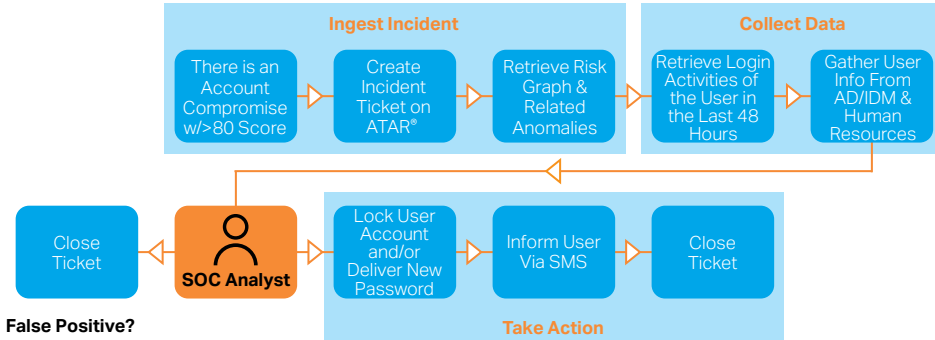 Ingest Incident
Collect Data
There is an
Account
Compromise
w/>80 Score
Create
Incident
Ticket on
ATAR®
Retrieve Risk
Graph &
Related
Anomalies
Retrieve Login
Activities of
the User in
the Last 48
Hours
Gather User
Info From
AD/IDM &
Human
Resources
Close
Ticket
SOC Analyst
Lock User
Account
and/or
Deliver New
Password
Inform User
Via SMS
Close
Ticket
False Positive?
Take Action